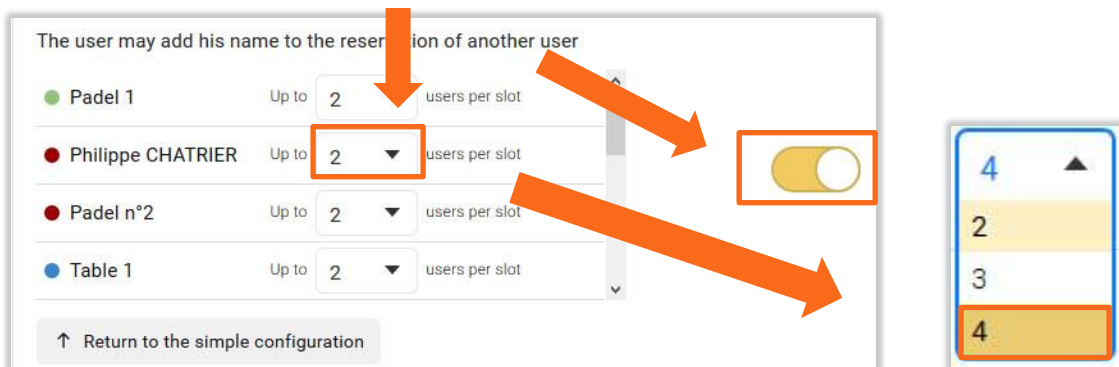 The user may add his name to the reser ion of another user
Padel 1 Up to 2 users per slot
Philippe CHATRIER Up to 2 users per slot
Padel n°2 Up to 2 users per slot
Table 1 Up to 2 users per slot
↑ Return to the simple configuration
4
2
3
4